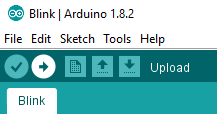 Blink | Arduino 1.8.2
File Edit Sketch Tools Help
Upload
Blink